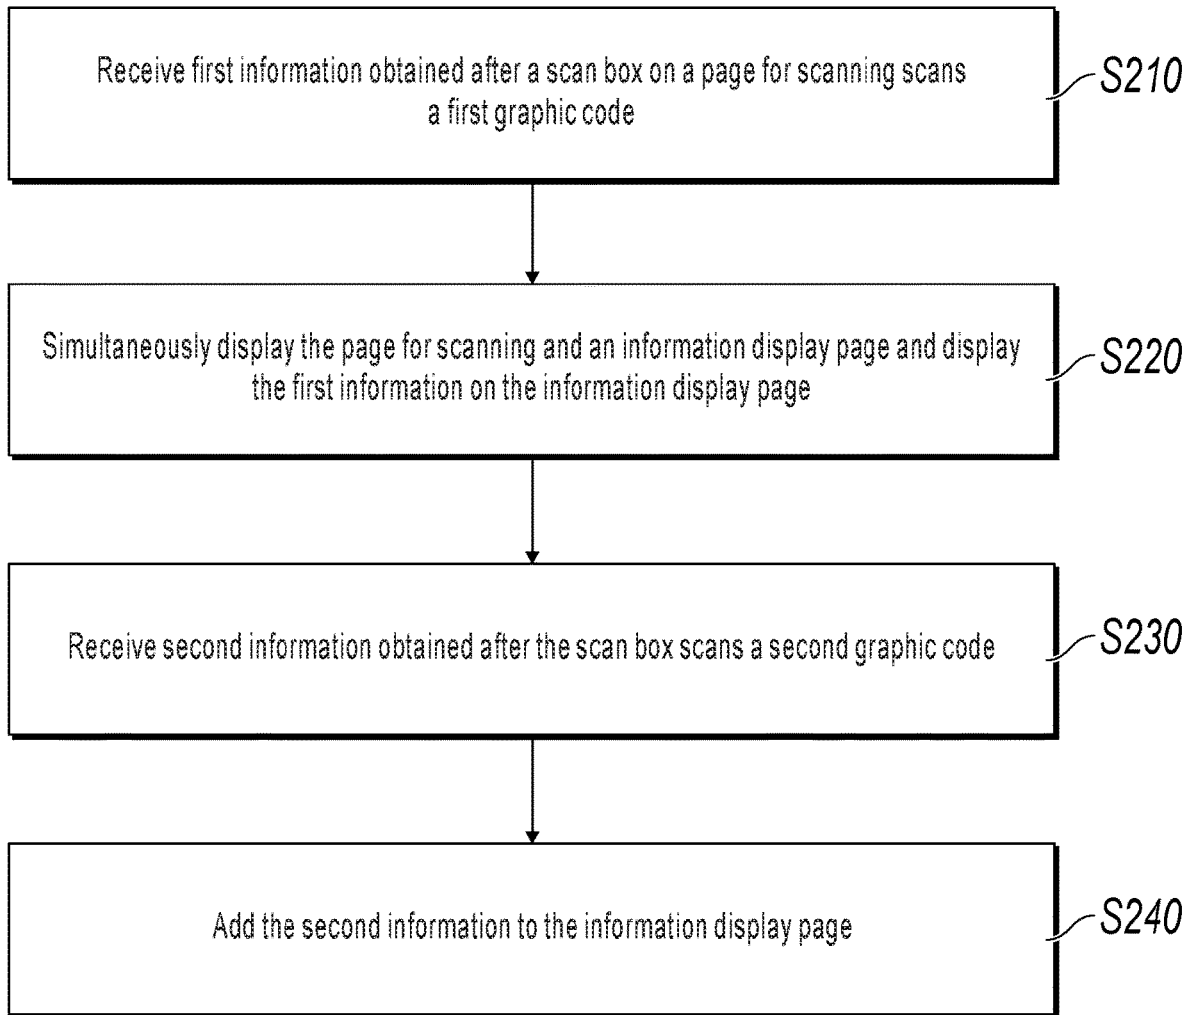 Receive first information obtained after a scan box on a page for scanning scans
a first graphic code
S210
Simultaneously display the page for scanning and an information display page and display
the first information on the information display page
S220
Receive second information obtained after the scan box scans a second graphic code
S230
Add the second information to the information display page
S240